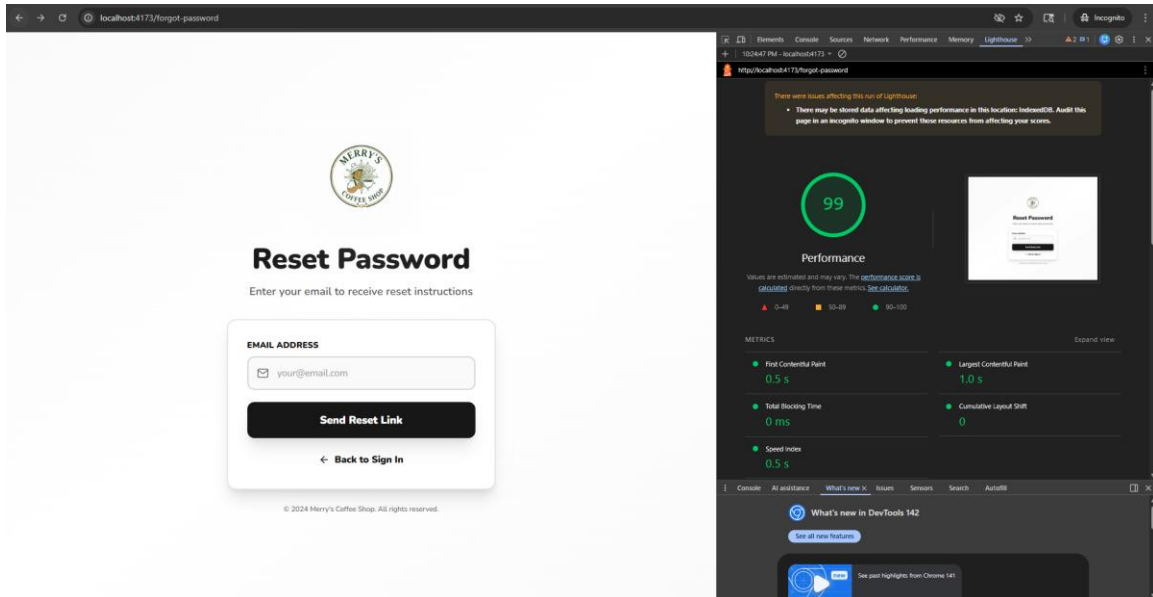 localhost:4173/forgot-password
Incognito
Elements Console Sources Network Performance Memory Lighthouse
2 1
10:24:47 PM - localhost:4173
http://localhost:4173/forgot-password
There were issues affecting this run of Lighthouse:
There may be stored data affecting loading performance in this location: IndexedDB. Audit this
page in an incognito window to prevent those resources from affecting your scores.
MERRY'S
COFFEE SHOP
Reset Password
Enter your email to receive reset instructions
EMAIL ADDRESS
your@email.com
Send Reset Link
← Back to Sign In
© 2024 Merry's Coffee Shop. All rights reserved.
99
Performance
Values are estimated and may vary. The performance score is
calculated directly from these metrics. See calculator.
0–49 50–89 90–100
Reset Password
METRICS
Expand view
First Contentful Paint
0.5 s
Largest Contentful Paint
1.0 s
Total Blocking Time
0 ms
Cumulative Layout Shift
0
Speed Index
0.5 s
Console AI assistance What's new Issues Sensors Search Autofill
What's new in DevTools 142
See all new features
new
See past highlights from Chrome 141